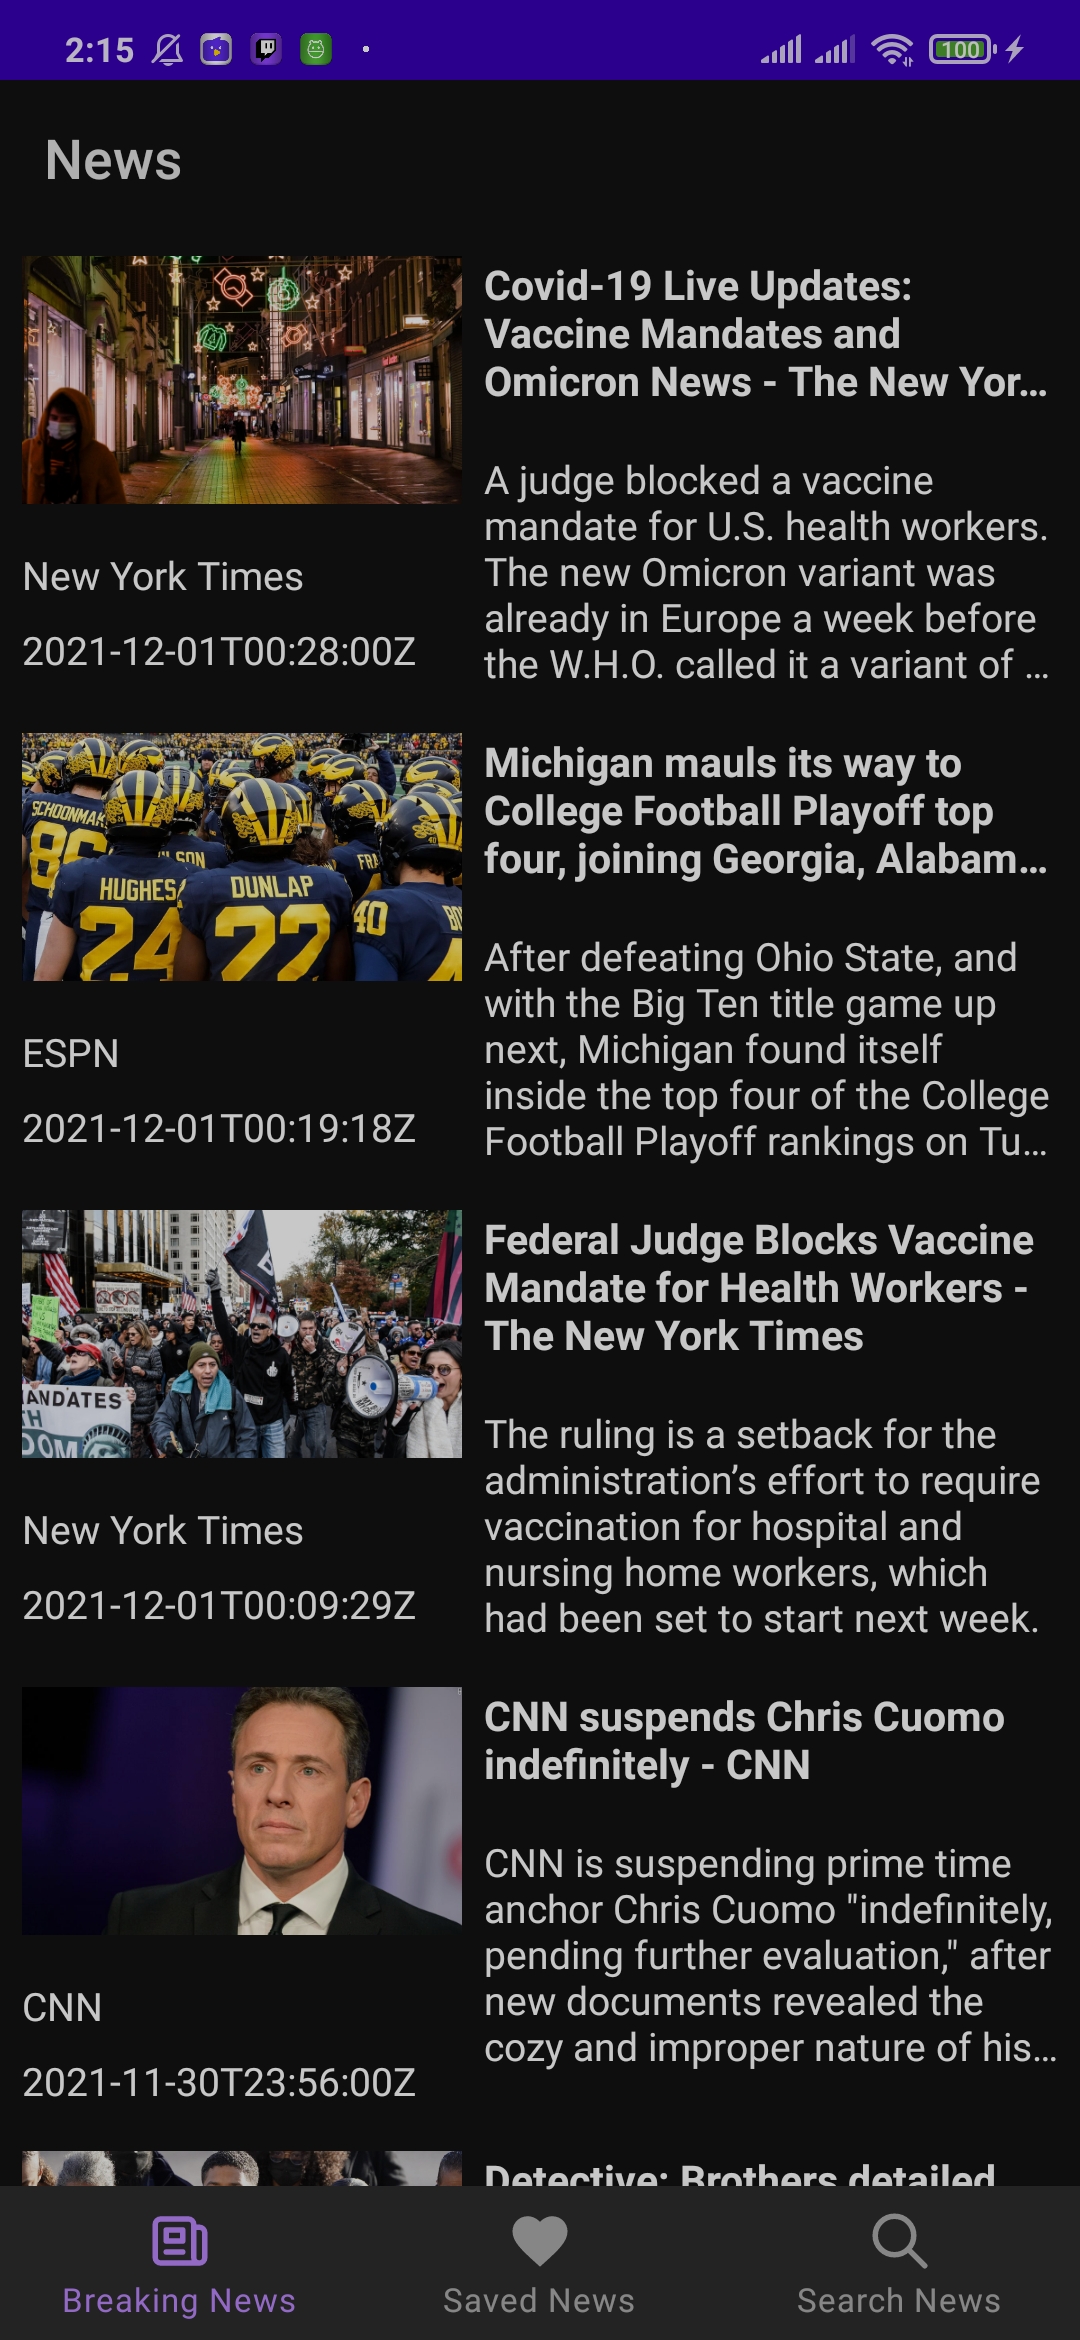 2:15
100
News
Covid-19 Live Updates:
Vaccine Mandates and
Omicron News - The New Yor...
A judge blocked a vaccine
mandate for U.S. health workers.
The new Omicron variant was
already in Europe a week before
the W.H.O. called it a variant of ...
New York Times
2021-12-01T00:28:00Z
SCHOONMAK
86
HUGHES
24
DUNLAP
22
FRA
40
BO
Michigan mauls its way to
College Football Playoff top
four, joining Georgia, Alabam...
After defeating Ohio State, and
with the Big Ten title game up
next, Michigan found itself
inside the top four of the College
Football Playoff rankings on Tu...
ESPN
2021-12-01T00:19:18Z
ANDATES
TH
DOM
Federal Judge Blocks Vaccine
Mandate for Health Workers -
The New York Times
The ruling is a setback for the
administration’s effort to require
vaccination for hospital and
nursing home workers, which
had been set to start next week.
New York Times
2021-12-01T00:09:29Z
CNN suspends Chris Cuomo
indefinitely - CNN
CNN is suspending prime time
anchor Chris Cuomo "indefinitely,
pending further evaluation," after
new documents revealed the
cozy and improper nature of his...
CNN
2021-11-30T23:56:00Z
Detective: Brothers detailed
Breaking News
Saved News
Search News